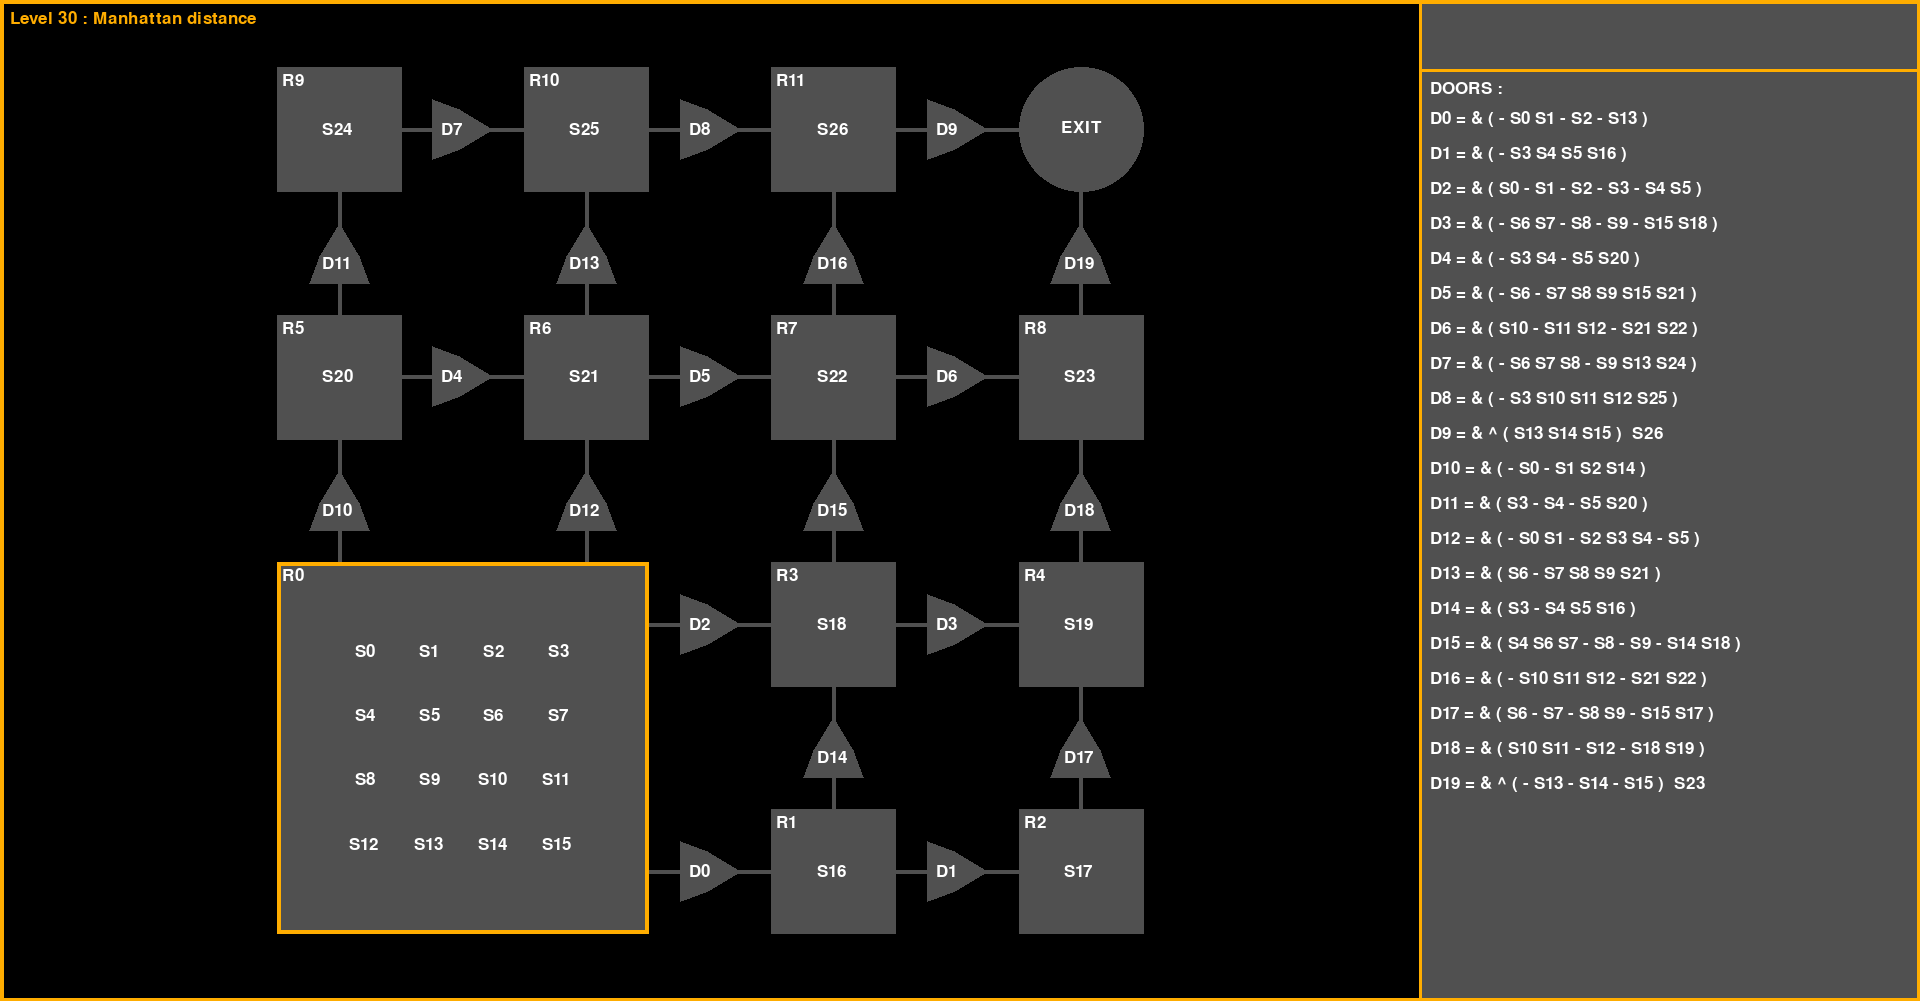 Level 30 : Manhattan distance
R9
R10
R11
S24
D7
S25
D8
S26
D9
EXIT
D11
D13
D16
D19
R5
R6
R7
R8
S20
D4
S21
D5
S22
D6
S23
D10
D12
D15
D18
R0
R3
R4
D2
S18
D3
S19
S0 S1 S2 S3
S4 S5 S6 S7
S8 S9 S10 S11
S12 S13 S14 S15
D14
D17
R1
R2
D0
S16
D1
S17
DOORS :
D0 = & ( - S0 S1 - S2 - S13 )
D1 = & ( - S3 S4 S5 S16 )
D2 = & ( S0 - S1 - S2 - S3 - S4 S5 )
D3 = & ( - S6 S7 - S8 - S9 - S15 S18 )
D4 = & ( - S3 S4 - S5 S20 )
D5 = & ( - S6 - S7 S8 S9 S15 S21 )
D6 = & ( S10 - S11 S12 - S21 S22 )
D7 = & ( - S6 S7 S8 - S9 S13 S24 )
D8 = & ( - S3 S10 S11 S12 S25 )
D9 = & ^ ( S13 S14 S15 ) S26
D10 = & ( - S0 - S1 S2 S14 )
D11 = & ( S3 - S4 - S5 S20 )
D12 = & ( - S0 S1 - S2 S3 S4 - S5 )
D13 = & ( S6 - S7 S8 S9 S21 )
D14 = & ( S3 - S4 S5 S16 )
D15 = & ( S4 S6 S7 - S8 - S9 - S14 S18 )
D16 = & ( - S10 S11 S12 - S21 S22 )
D17 = & ( S6 - S7 - S8 S9 - S15 S17 )
D18 = & ( S10 S11 - S12 - S18 S19 )
D19 = & ^ ( - S13 - S14 - S15 ) S23